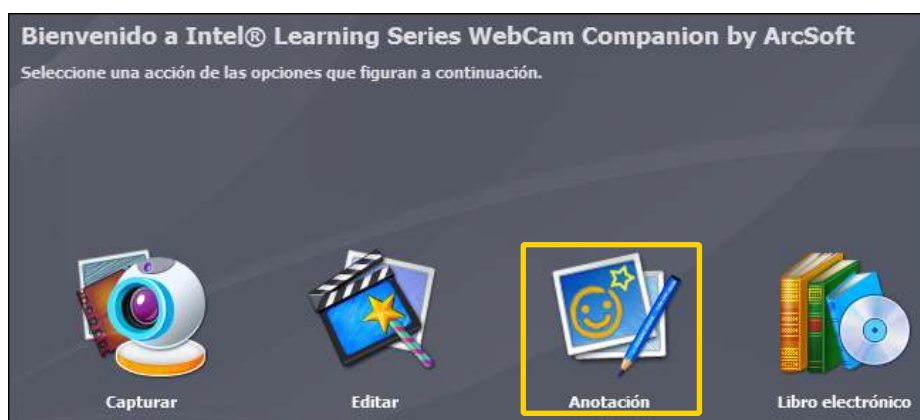 Bienvenido a Intel® Learning Series WebCam Companion by ArcSoft
Seleccione una acción de las opciones que figuran a continuación.
Capturar Editar Anotación Libro electrónico